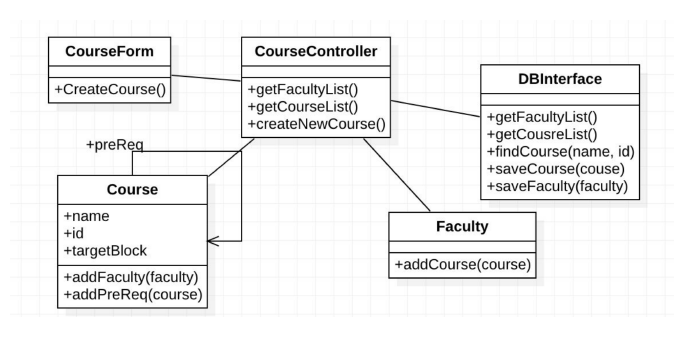 CourseForm
+CreateCourse()
CourseController
+getFacultyList()
+getCourseList()
+createNewCourse()
DBInterface
+getFacultyList()
+getCousreList()
+findCourse(name, id)
+saveCourse(couse)
+saveFaculty(faculty)
+preReq
Course
+name
+id
+targetBlock
+addFaculty(faculty)
+addPreReq(course)
Faculty
+addCourse(course)